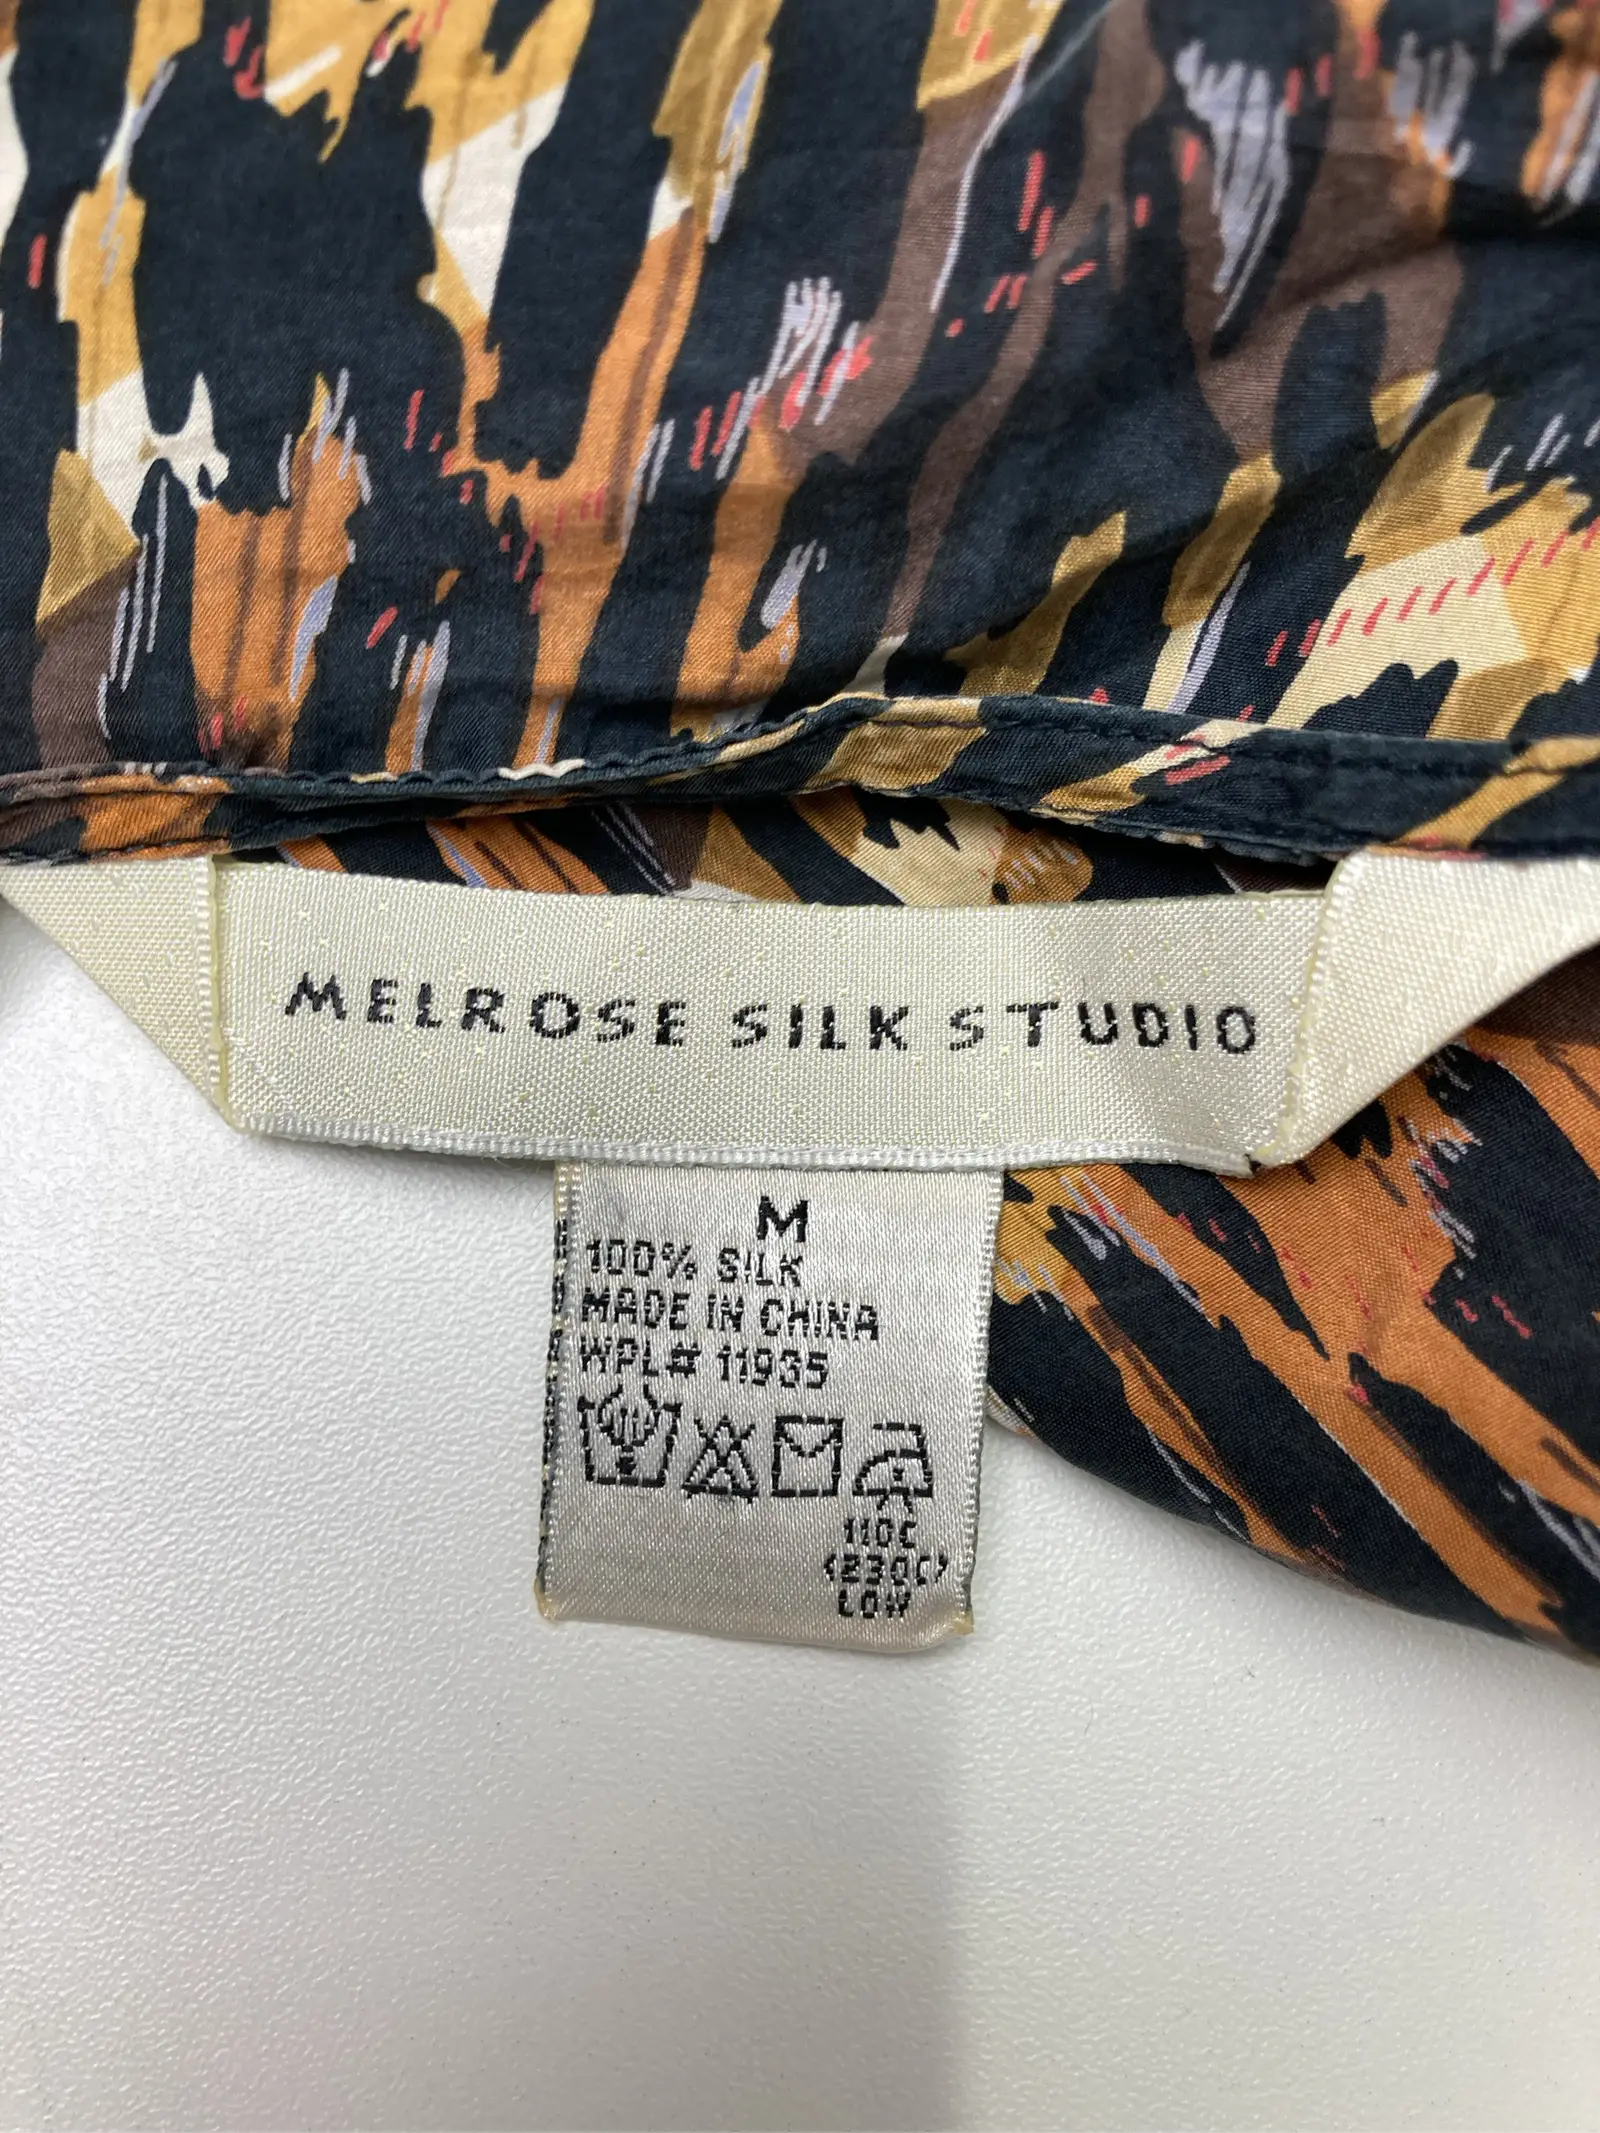 MELROSE SILK STUDIO
M
100% SILK
MADE IN CHINA
WPL# 11935
110C
(230C)
LOW